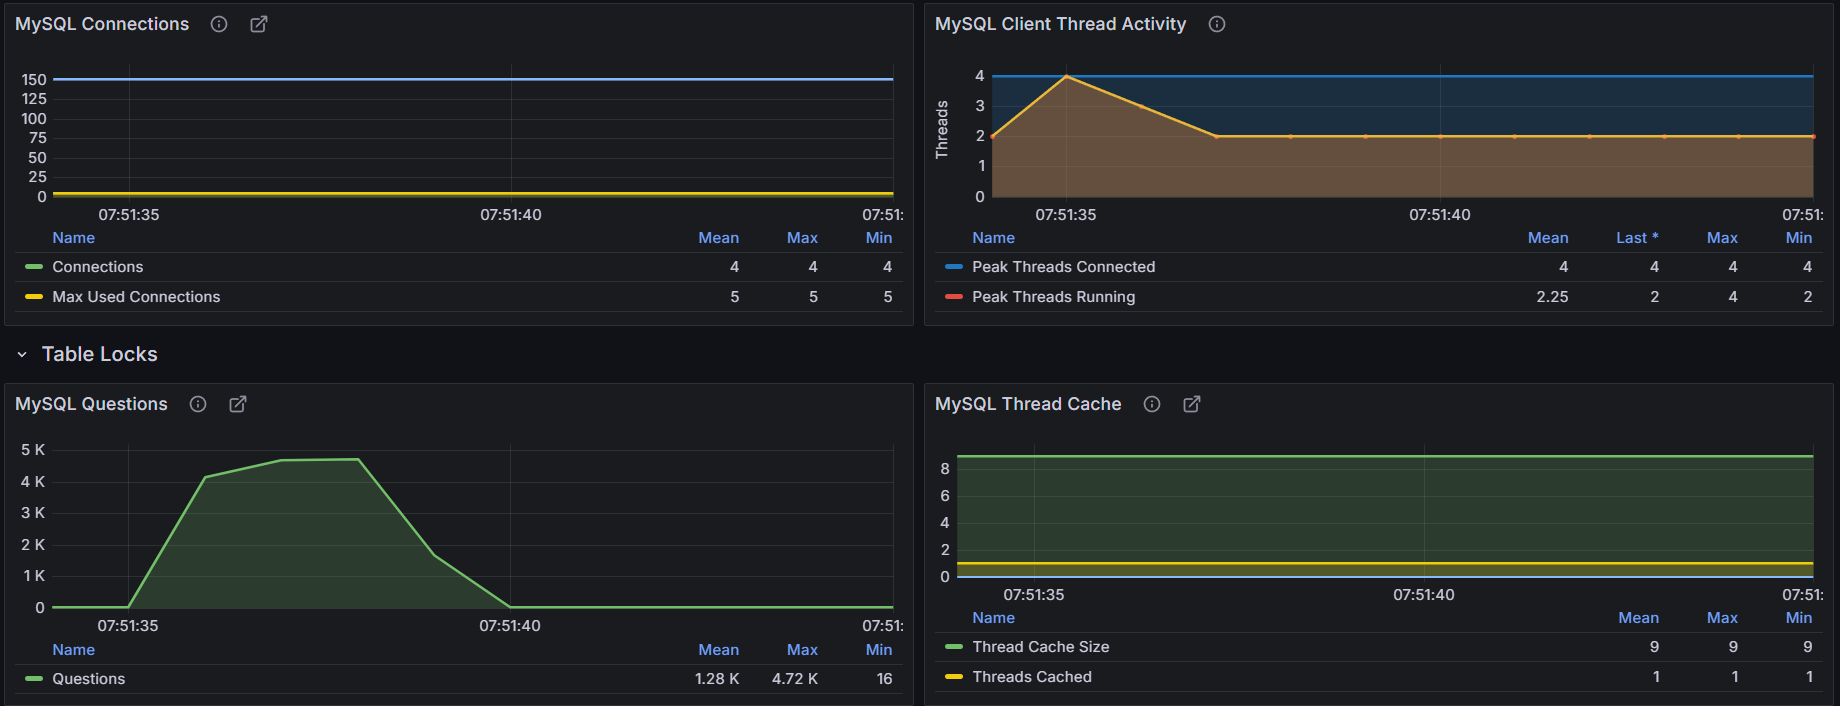 MySQL Connections
150
125
100
75
50
25
0
07:51:35 07:51:40 07:51:
Name Mean Max Min
Connections 4 4 4
Max Used Connections 5 5 5
MySQL Client Thread Activity
Threads
4
3
2
1
0
07:51:35 07:51:40 07:51:
Name Mean Last * Max Min
Peak Threads Connected 4 4 4 4
Peak Threads Running 2.25 2 4 2
Table Locks
MySQL Questions
5 K
4 K
3 K
2 K
1 K
0
07:51:35 07:51:40 07:51:
Name Mean Max Min
Questions 1.28 K 4.72 K 16
MySQL Thread Cache
8
6
4
2
0
07:51:35 07:51:40 07:51:
Name Mean Max Min
Thread Cache Size 9 9 9
Threads Cached 1 1 1